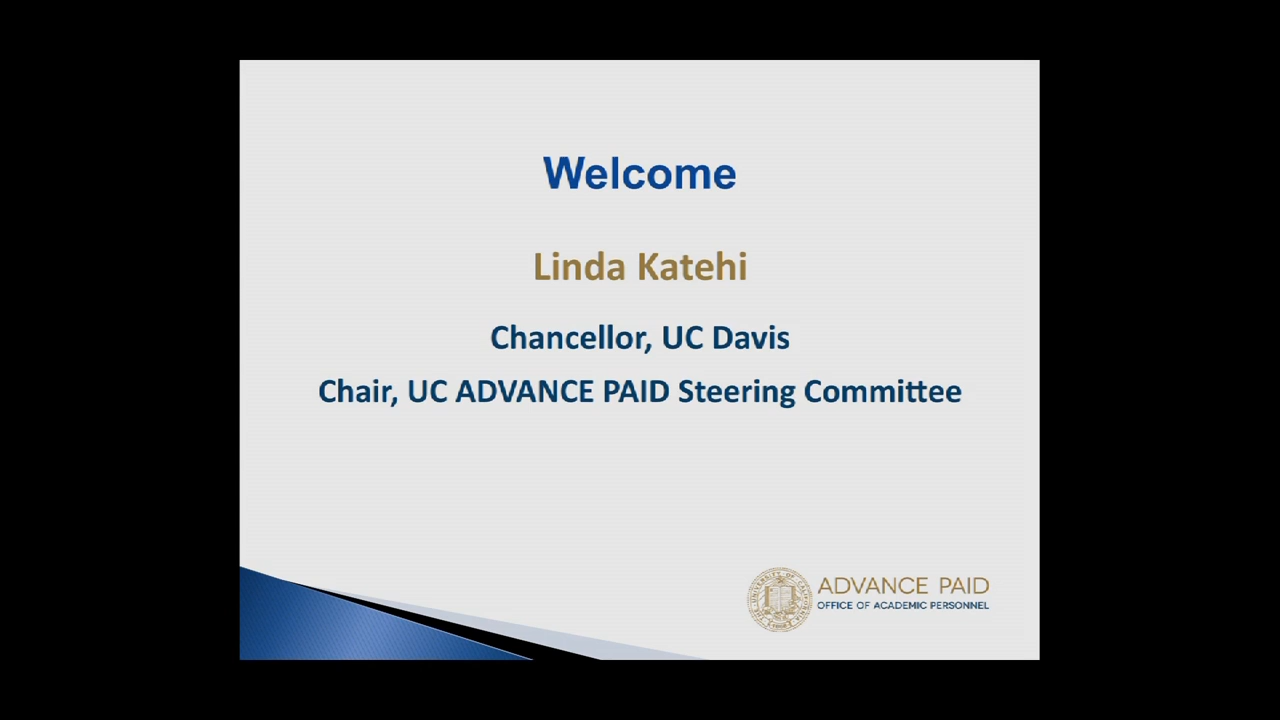 Welcome
Linda Katehi
Chancellor, UC Davis
Chair, UC ADVANCE PAID Steering Committee
ADVANCE PAID
OFFICE OF ACADEMIC PERSONNEL